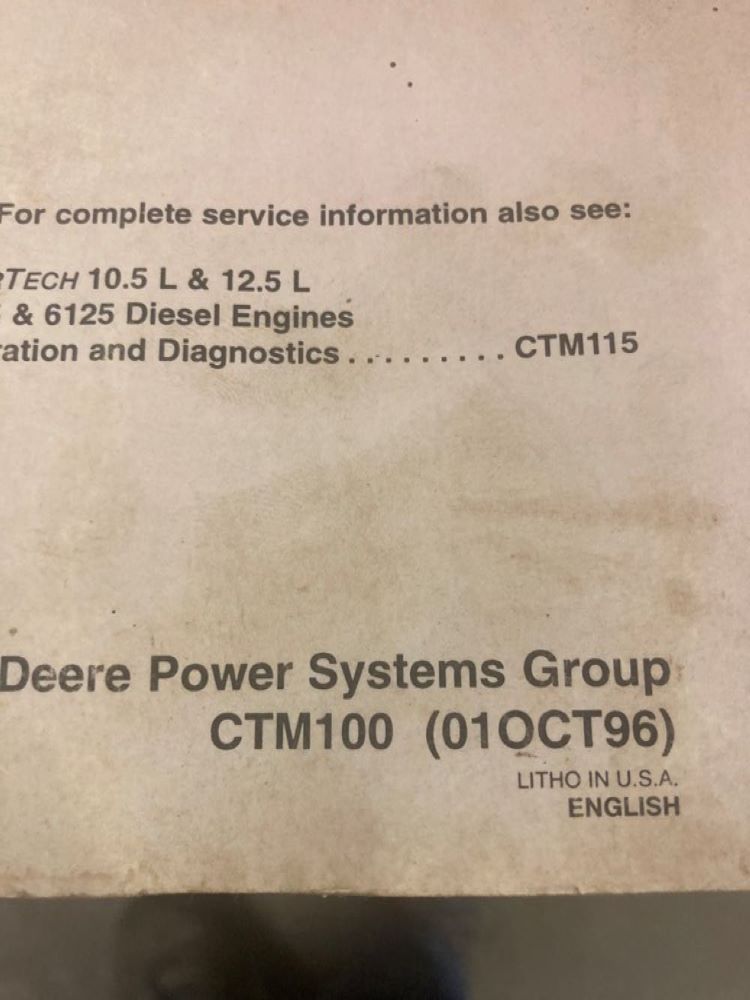 For complete service information also see:
TECH 10.5 L & 12.5 L
& 6125 Diesel Engines
ation and Diagnostics . . . . . . . . . . CTM115
Deere Power Systems Group
CTM100 (01OCT96)
LITHO IN U.S.A.
ENGLISH